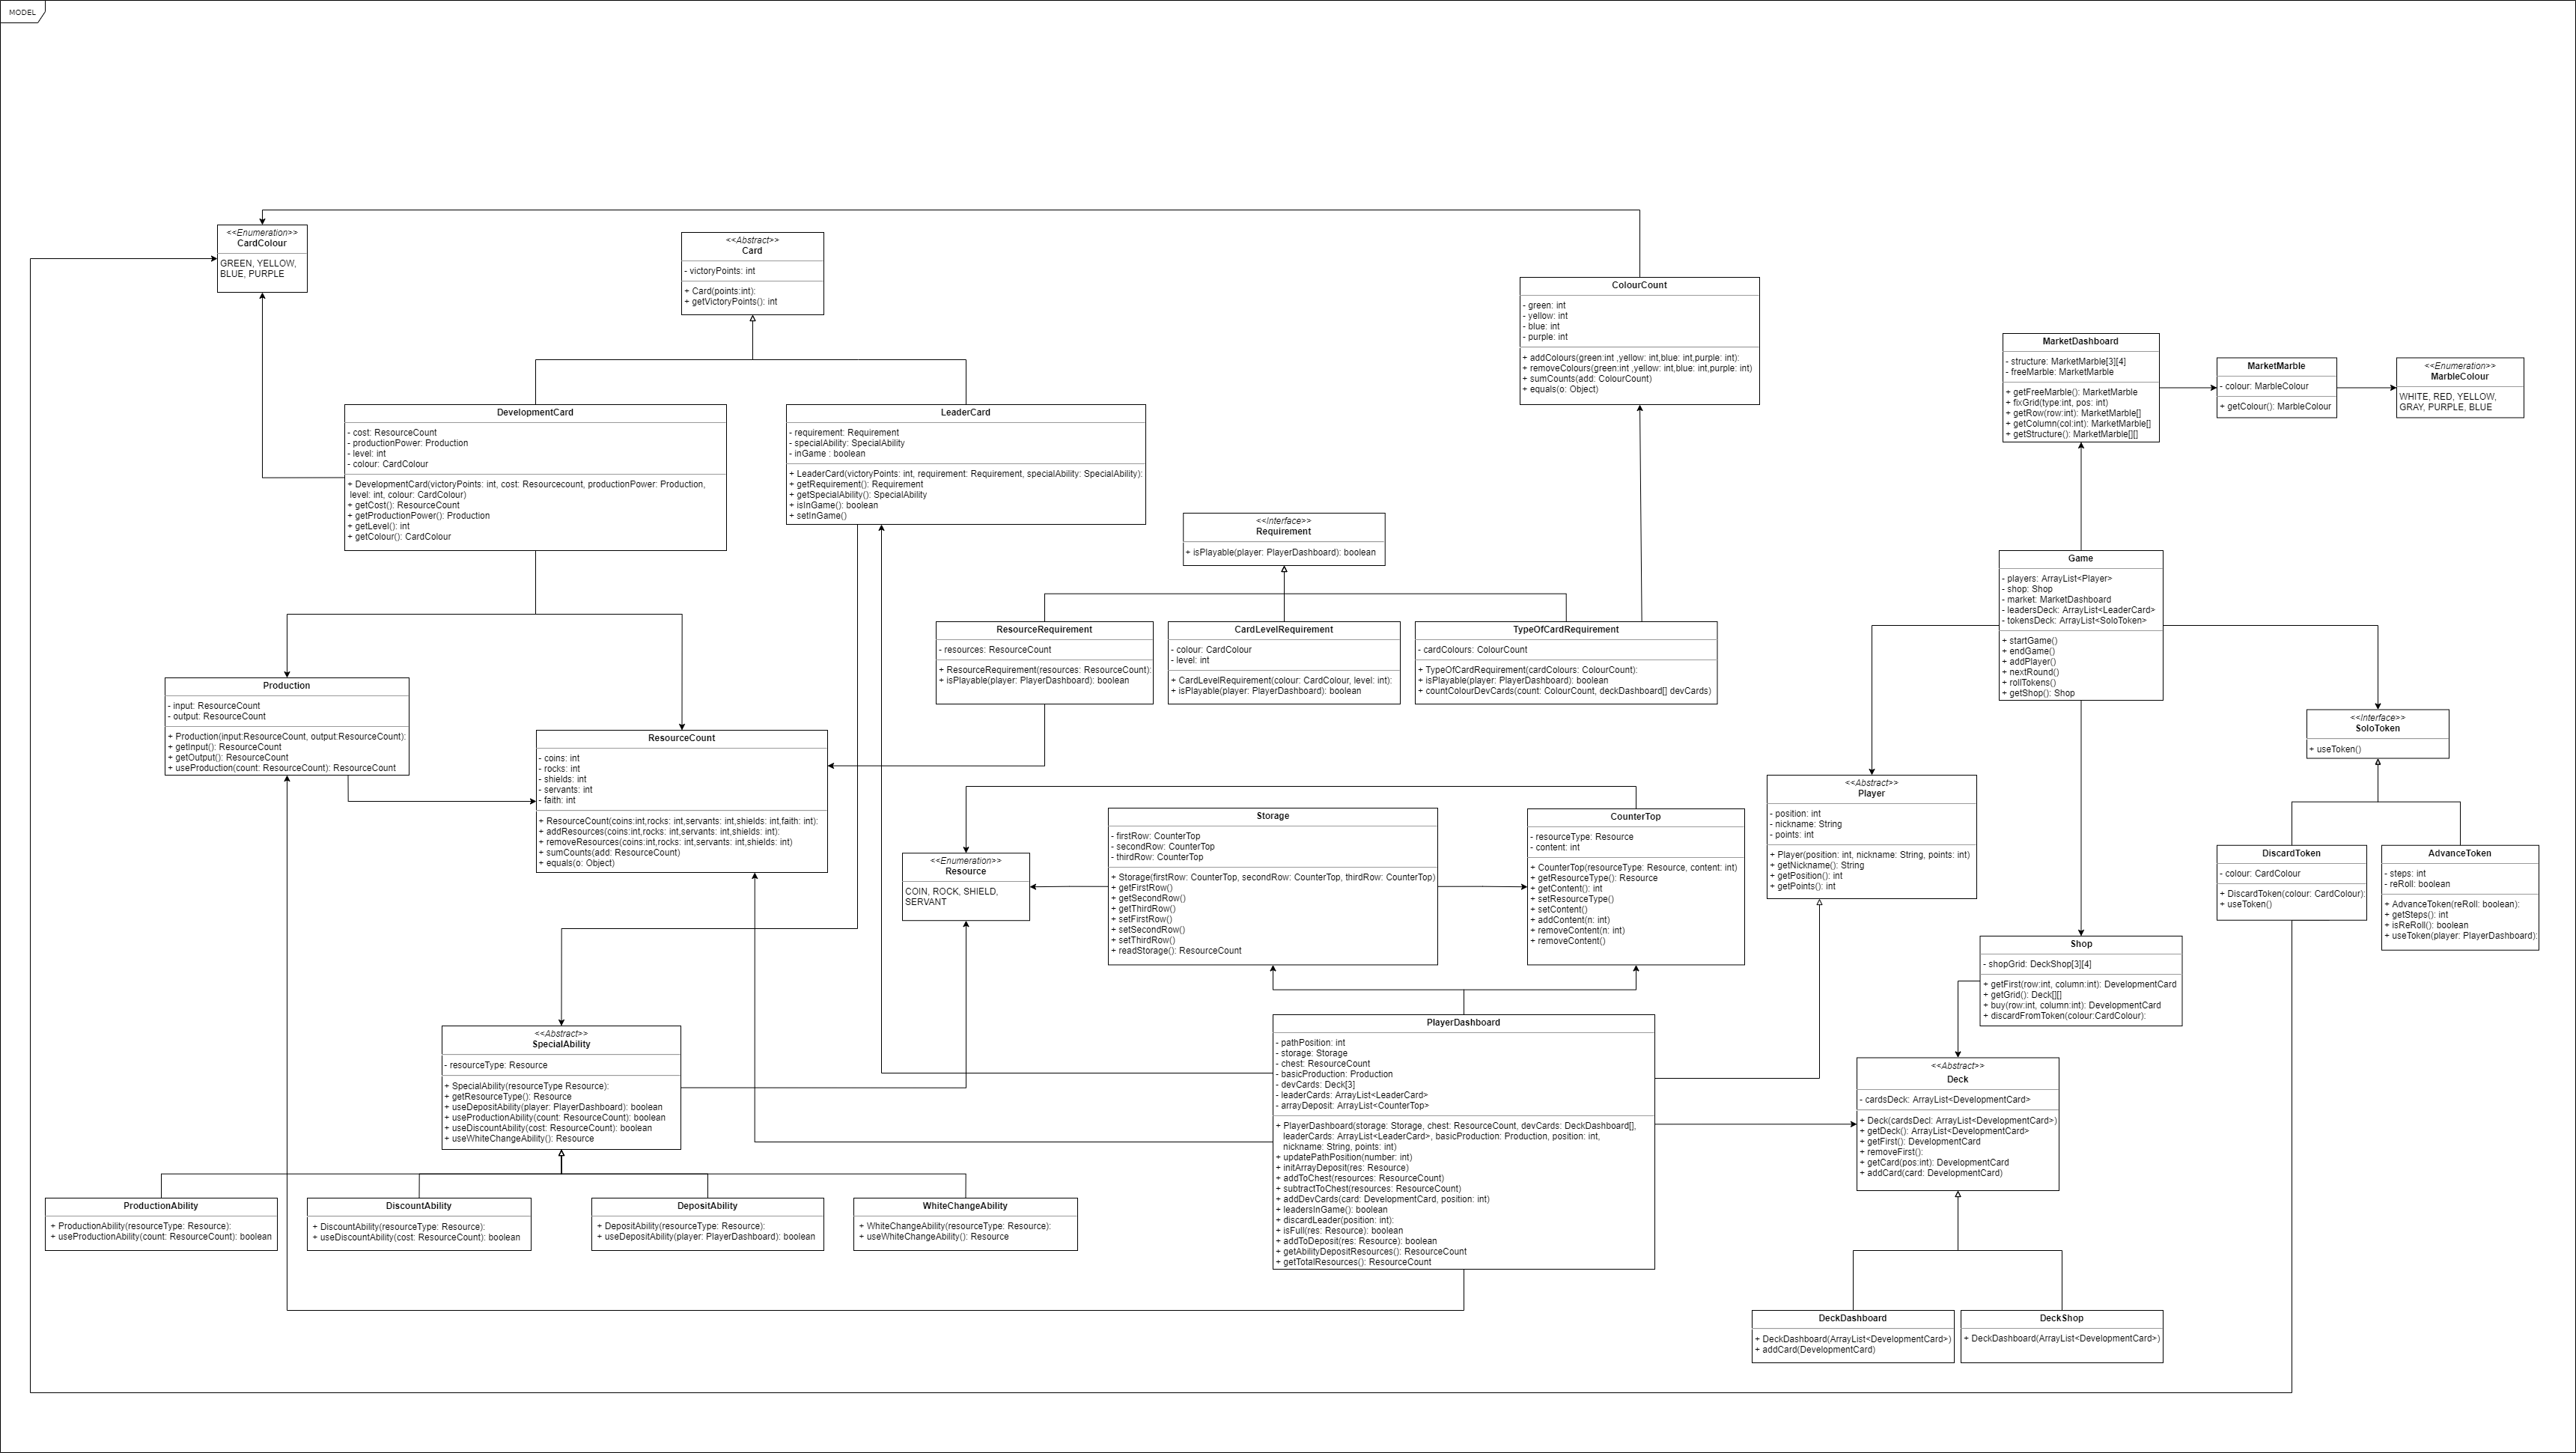 MODEL
<<Enumeration>>
CardColour
GREEN, YELLOW,
BLUE, PURPLE
<<Abstract>>
Card
- victoryPoints: int
+ Card(points:int):
+ getVictoryPoints(): int
ColourCount
- green: int
- yellow: int
- blue: int
- purple: int
+ addColours(green:int ,yellow: int,blue: int,purple: int):
+ removeColours(green:int ,yellow: int,blue: int,purple: int)
+ sumCounts(add: ColourCount)
+ equals(o: Object)
MarketDashboard
- structure: MarketMarble[3][4]
- freeMarble: MarketMarble
+ getFreeMarble(): MarketMarble
+ fixGrid(type:int, pos: int)
+ getRow(row:int): MarketMarble[]
+ getColumn(col:int): MarketMarble[]
+ getStructure(): MarketMarble[][]
MarketMarble
- colour: MarbleColour
+ getColour(): MarbleColour
<<Enumeration>>
MarbleColour
WHITE, RED, YELLOW,
GRAY, PURPLE, BLUE
DevelopmentCard
- cost: ResourceCount
- productionPower: Production
- level: int
- colour: CardColour
+ DevelopmentCard(victoryPoints: int, cost: Resourcecount, productionPower: Production,
level: int, colour: CardColour)
+ getCost(): ResourceCount
+ getProductionPower(): Production
+ getLevel(): int
+ getColour(): CardColour
LeaderCard
- requirement: Requirement
- specialAbility: SpecialAbility
- inGame : boolean
+ LeaderCard(victoryPoints: int, requirement: Requirement, specialAbility: SpecialAbility):
+ getRequirement(): Requirement
+ getSpecialAbility(): SpecialAbility
+ isInGame(): boolean
+ setInGame()
<<Interface>>
Requirement
+ isPlayable(player: PlayerDashboard): boolean
Game
- players: ArrayList<Player>
- shop: Shop
- market: MarketDashboard
- leadersDeck: ArrayList<LeaderCard>
- tokensDeck: ArrayList<SoloToken>
+ startGame()
+ endGame()
+ addPlayer()
+ nextRound()
+ rollTokens()
+ getShop(): Shop
ResourceRequirement
- resources: ResourceCount
+ ResourceRequirement(resources: ResourceCount):
+ isPlayable(player: PlayerDashboard): boolean
CardLevelRequirement
- colour: CardColour
- level: int
+ CardLevelRequirement(colour: CardColour, level: int):
+ isPlayable(player: PlayerDashboard): boolean
TypeOfCardRequirement
- cardColours: ColourCount
+ TypeOfCardRequirement(cardColours: ColourCount):
+ isPlayable(player: PlayerDashboard): boolean
+ countColourDevCards(count: ColourCount, deckDashboard[] devCards)
Production
- input: ResourceCount
- output: ResourceCount
+ Production(input:ResourceCount, output:ResourceCount):
+ getInput(): ResourceCount
+ getOutput(): ResourceCount
+ useProduction(count: ResourceCount): ResourceCount
ResourceCount
- coins: int
- rocks: int
- shields: int
- servants: int
- faith: int
+ ResourceCount(coins:int,rocks: int,servants: int,shields: int,faith: int):
+ addResources(coins:int,rocks: int,servants: int,shields: int):
+ removeResources(coins:int,rocks: int,servants: int,shields: int)
+ sumCounts(add: ResourceCount)
+ equals(o: Object)
<<Interface>>
SoloToken
+ useToken()
<<Abstract>>
Player
- position: int
- nickname: String
- points: int
+ Player(position: int, nickname: String, points: int)
+ getNickname(): String
+ getPosition(): int
+ getPoints(): int
Storage
- firstRow: CounterTop
- secondRow: CounterTop
- thirdRow: CounterTop
+ Storage(firstRow: CounterTop, secondRow: CounterTop, thirdRow: CounterTop)
+ getFirstRow()
+ getSecondRow()
+ getThirdRow()
+ setFirstRow()
+ setSecondRow()
+ setThirdRow()
+ readStorage(): ResourceCount
CounterTop
- resourceType: Resource
- content: int
+ CounterTop(resourceType: Resource, content: int)
+ getResourceType(): Resource
+ getContent(): int
+ setResourceType()
+ setContent()
+ addContent(n: int)
+ removeContent(n: int)
+ removeContent()
<<Enumeration>>
Resource
COIN, ROCK, SHIELD,
SERVANT
DiscardToken
- colour: CardColour
+ DiscardToken(colour: CardColour):
+ useToken()
AdvanceToken
- steps: int
- reRoll: boolean
+ AdvanceToken(reRoll: boolean):
+ getSteps(): int
+ isReRoll(): boolean
+ useToken(player: PlayerDashboard):
Shop
- shopGrid: DeckShop[3][4]
+ getFirst(row:int, column:int): DevelopmentCard
+ getGrid(): Deck[][]
+ buy(row:int, column:int): DevelopmentCard
+ discardFromToken(colour:CardColour):
<<Abstract>>
SpecialAbility
- resourceType: Resource
+ SpecialAbility(resourceType Resource):
+ getResourceType(): Resource
+ useDepositAbility(player: PlayerDashboard): boolean
+ useProductionAbility(count: ResourceCount): boolean
+ useDiscountAbility(cost: ResourceCount): boolean
+ useWhiteChangeAbility(): Resource
PlayerDashboard
- pathPosition: int
- storage: Storage
- chest: ResourceCount
- basicProduction: Production
- devCards: Deck[3]
- leaderCards: ArrayList<LeaderCard>
- arrayDeposit: ArrayList<CounterTop>
+ PlayerDashboard(storage: Storage, chest: ResourceCount, devCards: DeckDashboard[],
leaderCards: ArrayList<LeaderCard>, basicProduction: Production, position: int,
nickname: String, points: int)
+ updatePathPosition(number: int)
+ initArrayDeposit(res: Resource)
+ addToChest(resources: ResourceCount)
+ subtractToChest(resources: ResourceCount)
+ addDevCards(card: DevelopmentCard, position: int)
+ leadersInGame(): boolean
+ discardLeader(position: int):
+ isFull(res: Resource): boolean
+ addToDeposit(res: Resource): boolean
+ getAbilityDepositResources(): ResourceCount
+ getTotalResources(): ResourceCount
<<Abstract>>
Deck
- cardsDeck: ArrayList<DevelopmentCard>
+ Deck(cardsDecl: ArrayList<DevelopmentCard>)
+ getDeck(): ArrayList<DevelopmentCard>
+ getFirst(): DevelopmentCard
+ removeFirst():
+ getCard(pos:int): DevelopmentCard
+ addCard(card: DevelopmentCard)
ProductionAbility
+ ProductionAbility(resourceType: Resource):
+ useProductionAbility(count: ResourceCount): boolean
DiscountAbility
+ DiscountAbility(resourceType: Resource):
+ useDiscountAbility(cost: ResourceCount): boolean
DepositAbility
+ DepositAbility(resourceType: Resource):
+ useDepositAbility(player: PlayerDashboard): boolean
WhiteChangeAbility
+ WhiteChangeAbility(resourceType: Resource):
+ useWhiteChangeAbility(): Resource
DeckDashboard
+ DeckDashboard(ArrayList<DevelopmentCard>)
+ addCard(DevelopmentCard)
DeckShop
+ DeckDashboard(ArrayList<DevelopmentCard>)